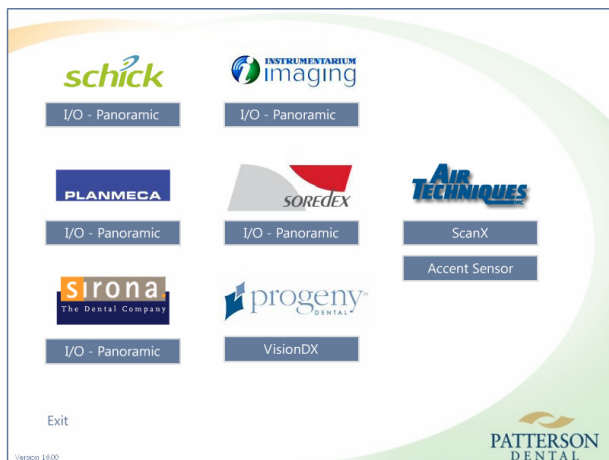 schick
INSTRUMENTARIUM
imaging
I/O - Panoramic
I/O - Panoramic
PLANMECA
SOREDEX
AIR
TECHNIQUES
INC
I/O - Panoramic
I/O - Panoramic
ScanX
Accent Sensor
sirona.
The Dental Company
progeny
DENTAL
I/O - Panoramic
VisionDX
Exit
PATTERSON
DENTAL
Version 16.00